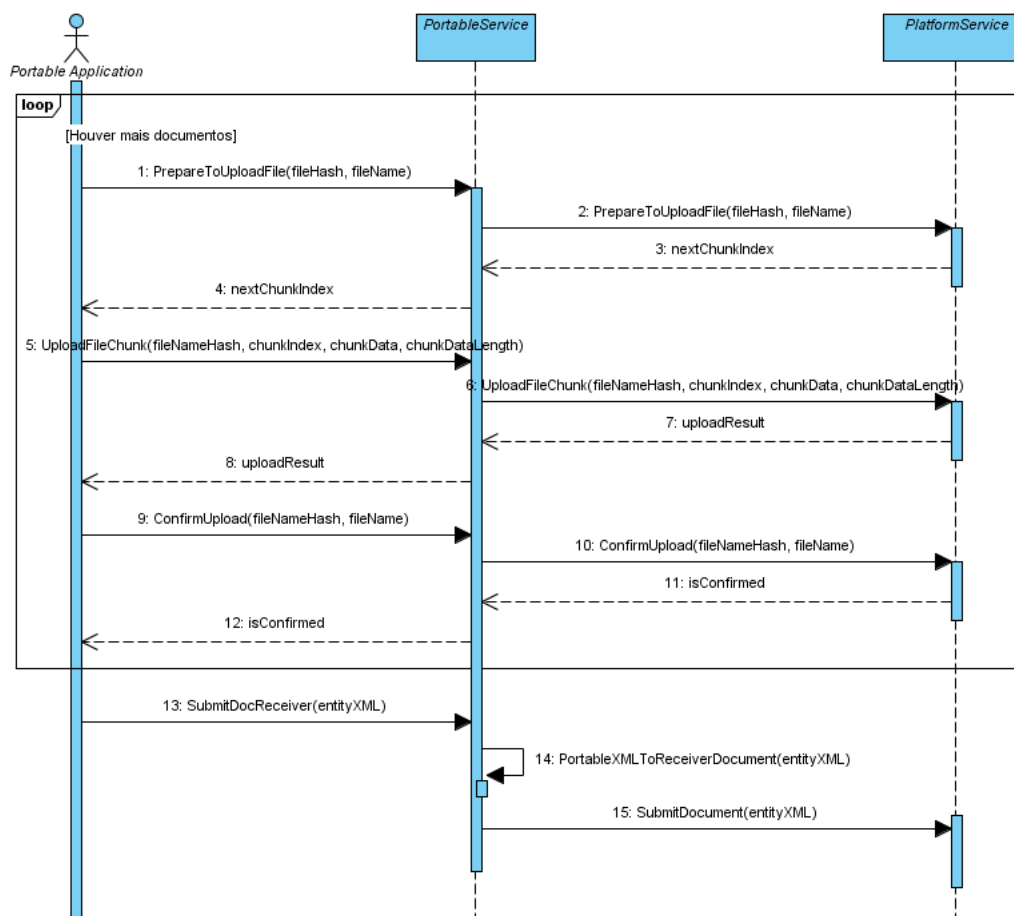 PortableService
PlatformService
Portable Application
loop
[Houver mais documentos]
1: PrepareToUploadFile(fileHash, fileName)
2: PrepareToUploadFile(fileHash, fileName)
3: nextChunkIndex
4: nextChunkIndex
5: UploadFileChunk(fileNameHash, chunkIndex, chunkData, chunkDataLength)
6: UploadFileChunk(fileNameHash, chunkIndex, chunkData, chunkDataLength)
7: uploadResult
8: uploadResult
9: ConfirmUpload(fileNameHash, fileName)
10: ConfirmUpload(fileNameHash, fileName)
11: isConfirmed
12: isConfirmed
13: SubmitDocReceiver(entityXML)
14: PortableXMLToReceiverDocument(entityXML)
15: SubmitDocument(entityXML)